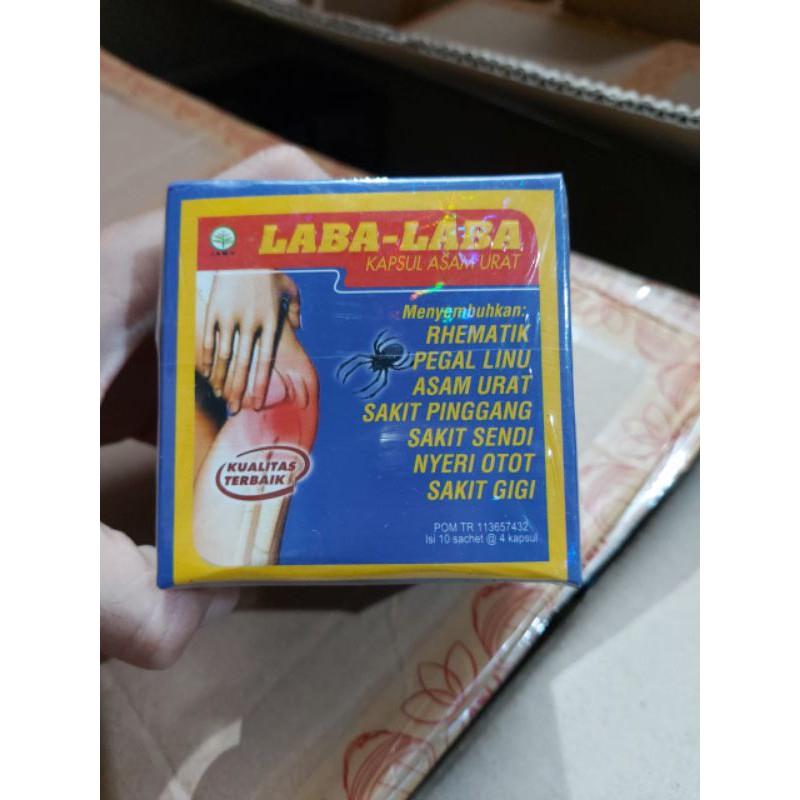 LABA-LABA
KAPSUL ASAM URAT
JAMU
Menyembuhkan:
RHEMATIK
PEGAL LINU
ASAM URAT
SAKIT PINGGANG
SAKIT SENDI
NYERI OTOT
SAKIT GIGI
KUALITAS
TERBAIK
POM TR 113657432
Isi 10 sachet @ 4 kapsul